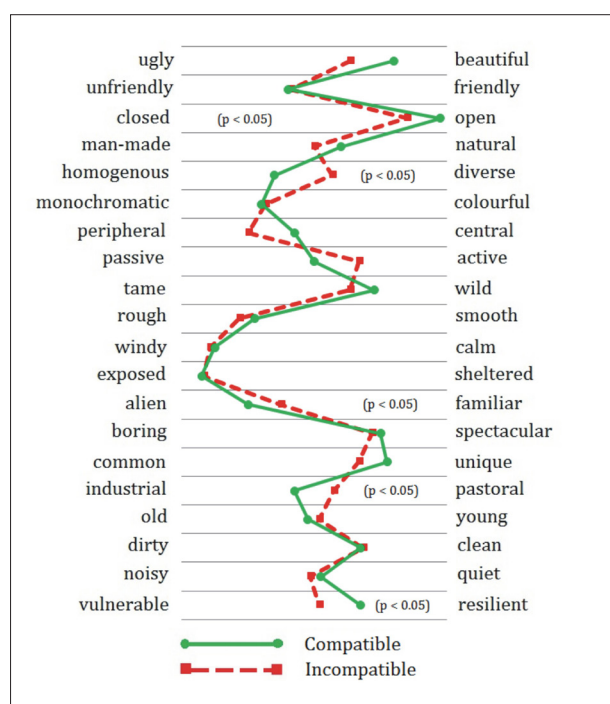 ugly beautiful
unfriendly friendly
closed (p < 0.05) open
man-made natural
homogenous (p < 0.05) diverse
monochromatic colourful
peripheral central
passive active
tame wild
rough smooth
windy calm
exposed sheltered
alien (p < 0.05) familiar
boring spectacular
common unique
industrial (p < 0.05) pastoral
old young
dirty clean
noisy quiet
vulnerable (p < 0.05) resilient
Compatible
Incompatible